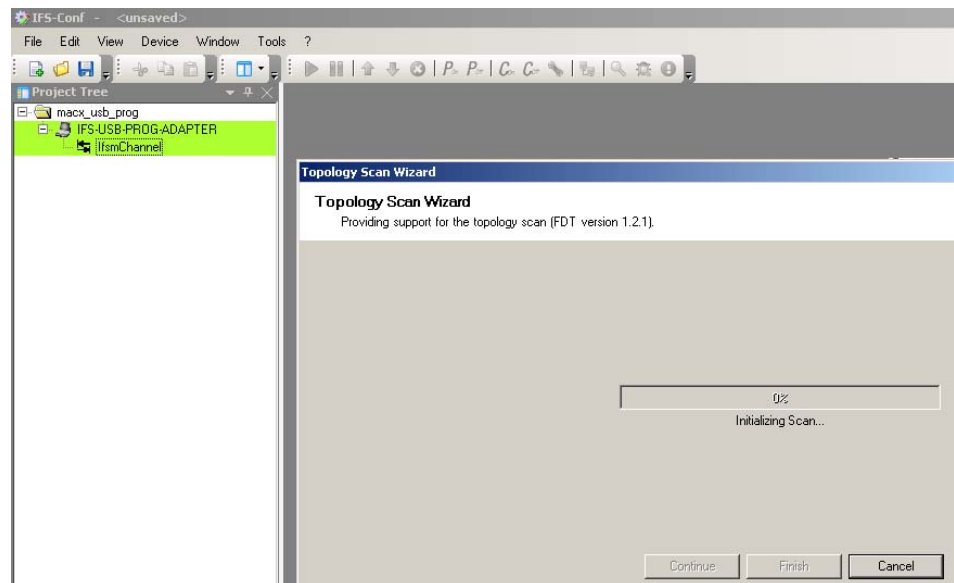 IFS-Conf - <unsaved>
File Edit View Device Window Tools ?
P P C C
Project Tree
macx_usb_prog
IFS-USB-PROG-ADAPTER
IfsmChannel
Topology Scan Wizard
Topology Scan Wizard
Providing support for the topology scan (FDT version 1.2.1).
0%
Initializing Scan...
Continue Finish Cancel